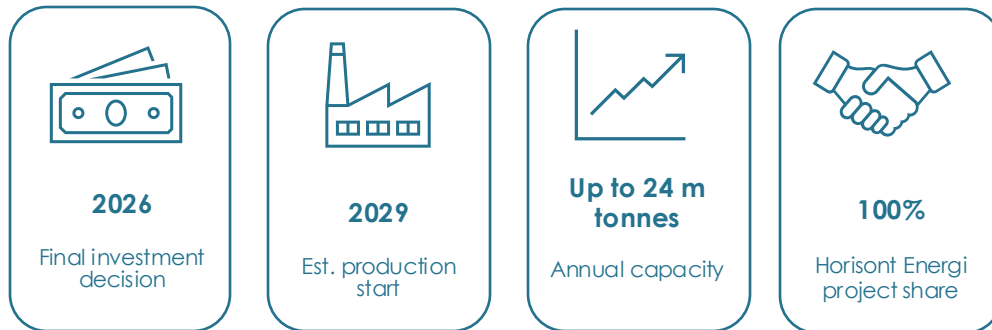 2026
Final investment
decision
2029
Est. production
start
Up to 24 m
tonnes
Annual capacity
100%
Horisont Energi
project share